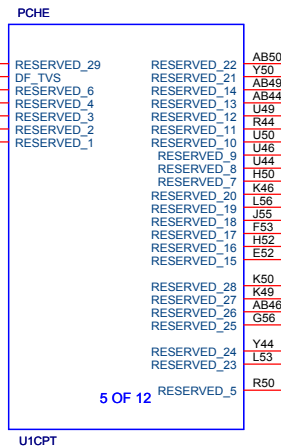 PCHE
RESERVED_29 RESERVED_22 AB50
DF_TVS RESERVED_21 Y50
RESERVED_6 RESERVED_14 AB49
RESERVED_4 RESERVED_13 AB44
RESERVED_3 RESERVED_12 U49
RESERVED_2 RESERVED_11 R44
RESERVED_1 RESERVED_10 U50
RESERVED_9 U46
RESERVED_8 U44
RESERVED_7 H50
RESERVED_20 K46
RESERVED_19 L56
RESERVED_18 J55
RESERVED_17 F53
RESERVED_16 H52
RESERVED_15 E52
RESERVED_28 K50
RESERVED_27 K49
RESERVED_26 AB46
RESERVED_25 G56
RESERVED_24 Y44
RESERVED_23 L53
5 OF 12 RESERVED_5 R50
U1CPT